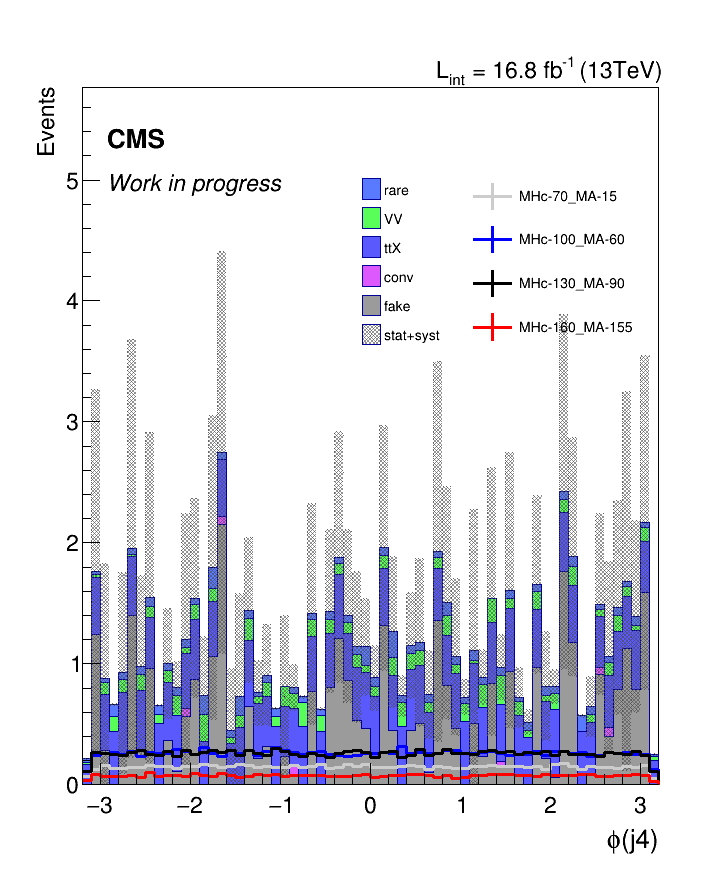 L_int = 16.8 fb^-1 (13TeV)
Events
CMS
Work in progress
rare
VV
ttX
conv
fake
stat+syst
MHc-70_MA-15
MHc-100_MA-60
MHc-130_MA-90
MHc-160_MA-155
5
4
3
2
1
0
−3 −2 −1 0 1 2 3
ϕ(j4)